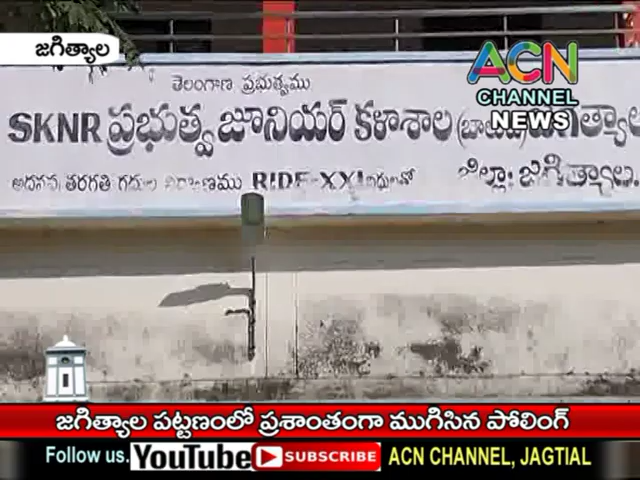 జగిత్యాల
తెలంగాణ ప్రభుత్వము
ACN
CHANNEL
NEWS
SKNR ప్రభుత్వ జూనియర్ కళాశాల
తరగతి RIDF-XXI
జిల్లా: జగిత్యాల.
జగిత్యాల పట్టణంలో ప్రశాంతంగా ముగిసిన పోలింగ్
Follow us. YouTube SUBSCRIBE ACN CHANNEL, JAGTIAL